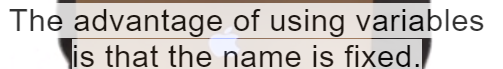 The advantage of using variables
is that the name is fixed.